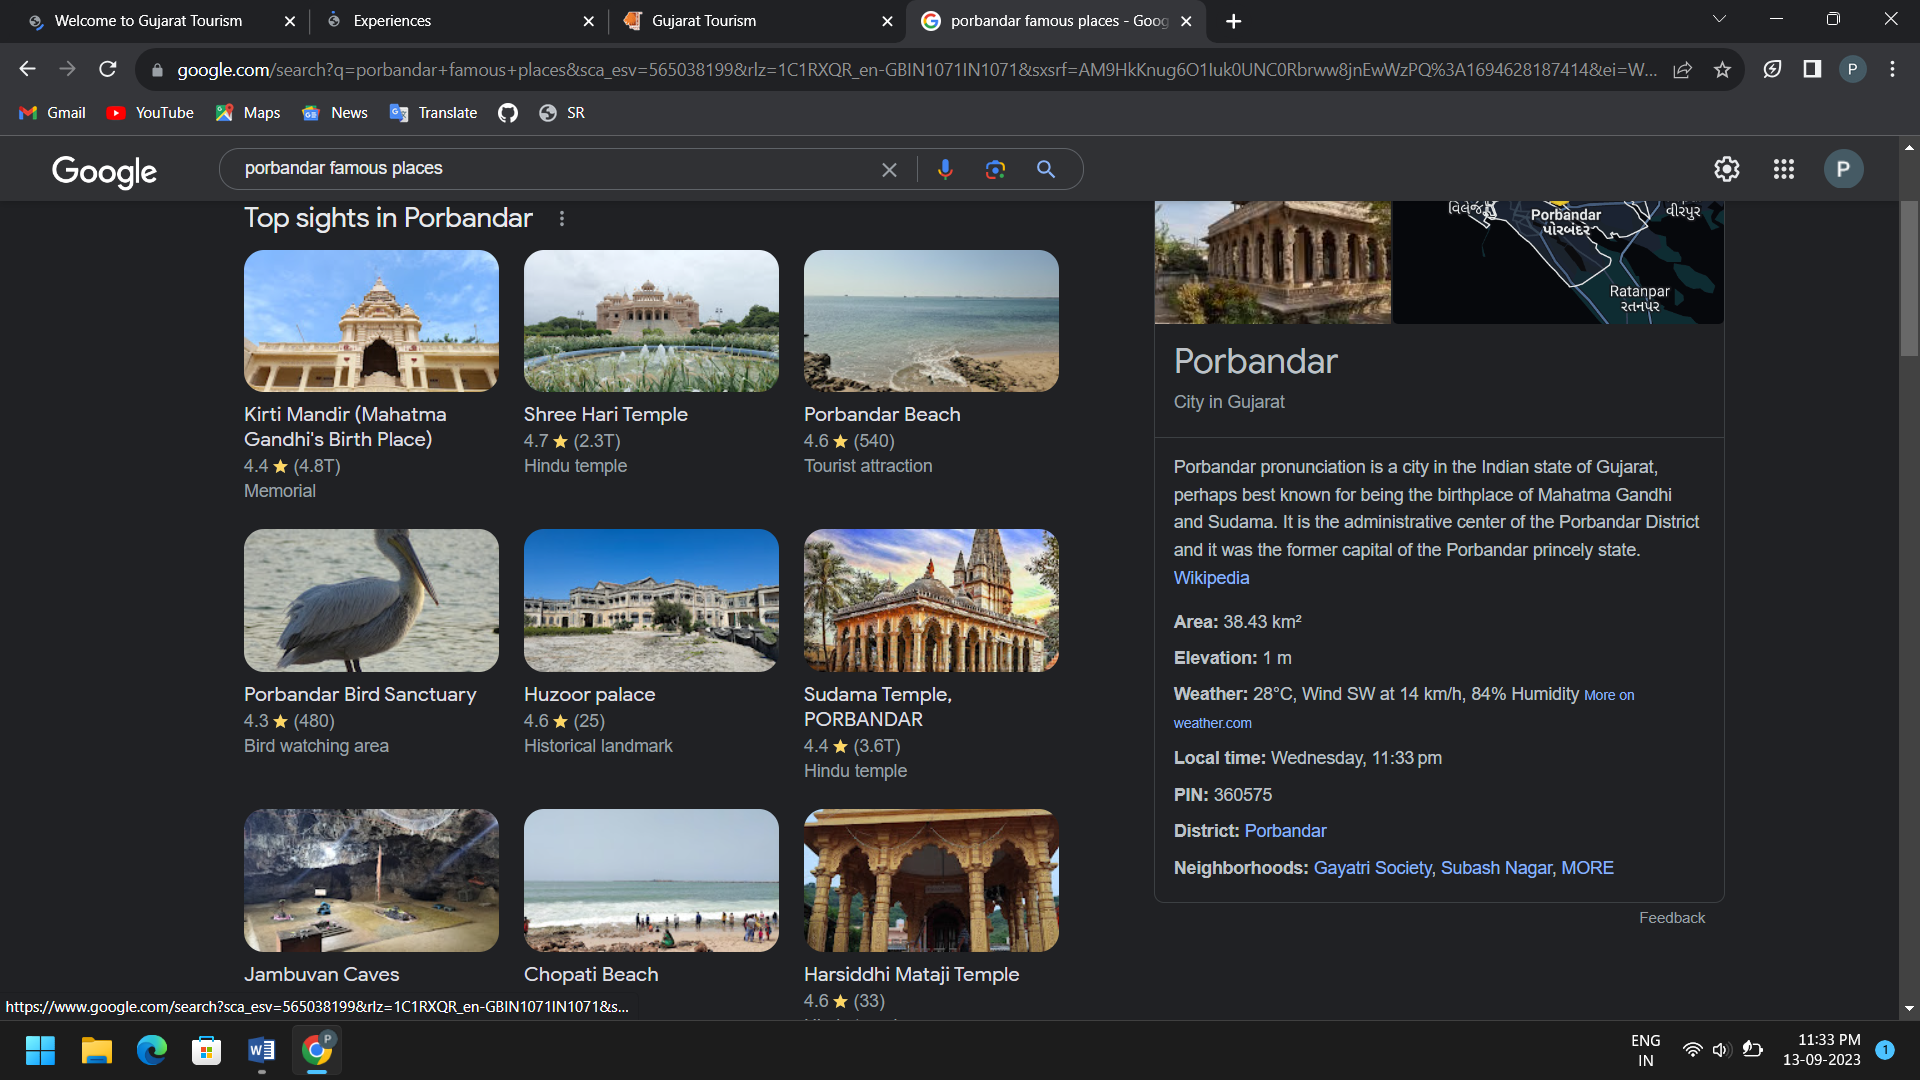 Welcome to Gujarat Tourism
Experiences
Gujarat Tourism
porbandar famous places - Goog
google.com/search?q=porbandar+famous+places&sca_esv=565038199&rlz=1C1RXQR_en-GBIN1071IN1071&sxsrf=AM9HkKnug6O1Iuk0UNC0Rbrww8jnEwWzPQ%3A1694628187414&ei=W...
P
Gmail
YouTube
Maps
News
Translate
SR
Google
porbandar famous places
P
Top sights in Porbandar
Kirti Mandir (Mahatma
Gandhi's Birth Place)
4.4 ★ (4.8T)
Memorial
Shree Hari Temple
4.7 ★ (2.3T)
Hindu temple
Porbandar Beach
4.6 ★ (540)
Tourist attraction
Porbandar Bird Sanctuary
4.3 ★ (480)
Bird watching area
Huzoor palace
4.6 ★ (25)
Historical landmark
Sudama Temple,
PORBANDAR
4.4 ★ (3.6T)
Hindu temple
Jambuvan Caves
Chopati Beach
Harsiddhi Mataji Temple
4.6 ★ (33)
Porbandar
પોરબંદર
વીરપુર
Ratanpar
રતનપર
Porbandar
City in Gujarat
Porbandar pronunciation is a city in the Indian state of Gujarat,
perhaps best known for being the birthplace of Mahatma Gandhi
and Sudama. It is the administrative center of the Porbandar District
and it was the former capital of the Porbandar princely state.
Wikipedia
Area: 38.43 km²
Elevation: 1 m
Weather: 28°C, Wind SW at 14 km/h, 84% Humidity More on
weather.com
Local time: Wednesday, 11:33 pm
PIN: 360575
District: Porbandar
Neighborhoods: Gayatri Society, Subash Nagar, MORE
Feedback
https://www.google.com/search?sca_esv=565038199&rlz=1C1RXQR_en-GBIN1071IN1071&s...
P
ENG
IN
11:33 PM
13-09-2023
1